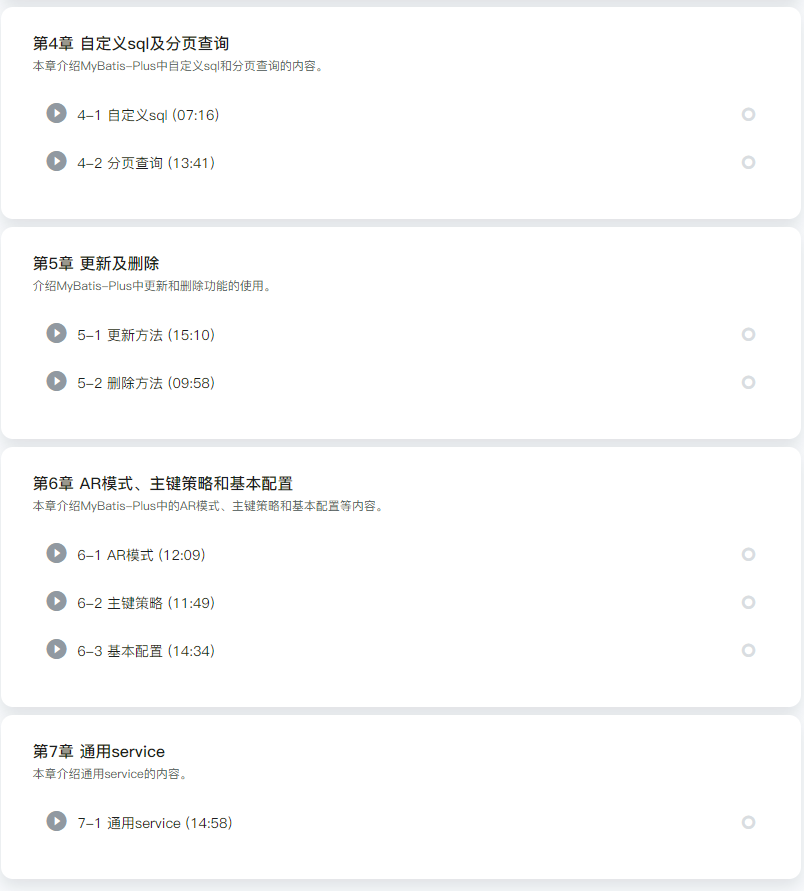 第4章 自定义sql及分页查询
本章介绍MyBatis-Plus中自定义sql和分页查询的内容。
4-1 自定义sql (07:16)
4-2 分页查询 (13:41)
第5章 更新及删除
介绍MyBatis-Plus中更新和删除功能的使用。
5-1 更新方法 (15:10)
5-2 删除方法 (09:58)
第6章 AR模式、主键策略和基本配置
本章介绍MyBatis-Plus中的AR模式、主键策略和基本配置等内容。
6-1 AR模式 (12:09)
6-2 主键策略 (11:49)
6-3 基本配置 (14:34)
第7章 通用service
本章介绍通用service的内容。
7-1 通用service (14:58)